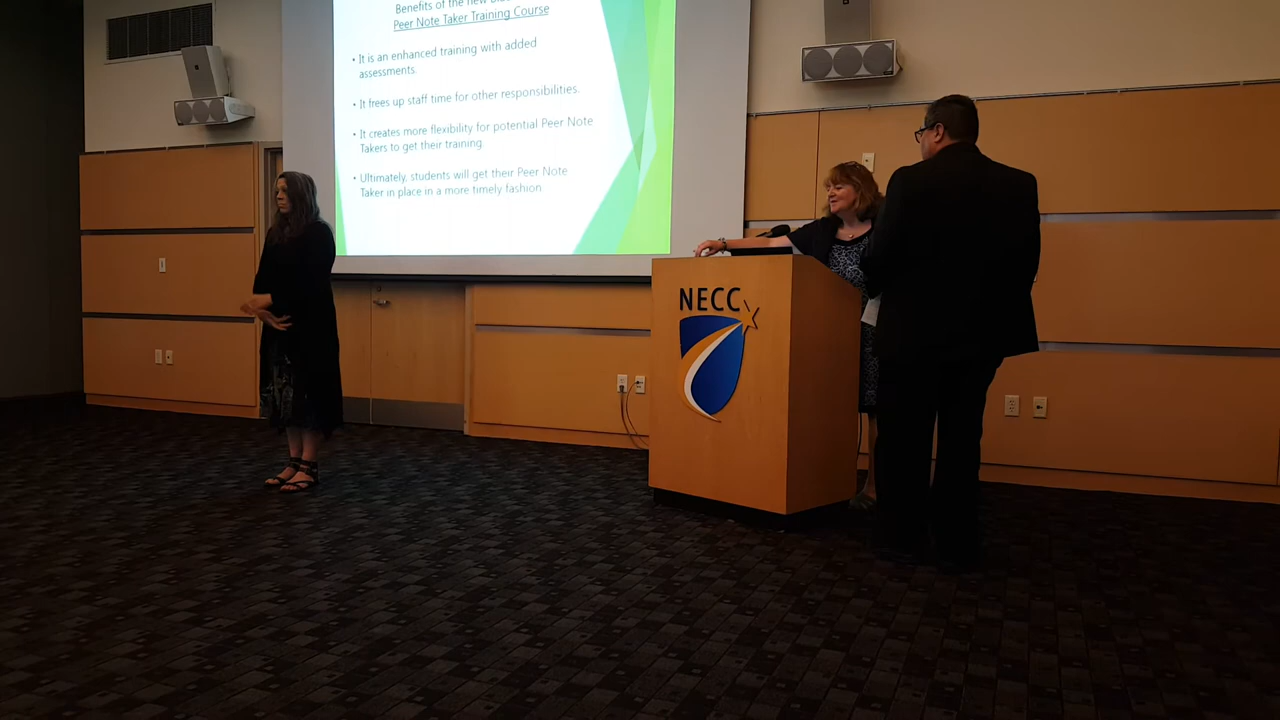 Benefits of the new
Peer Note Taker Training Course
• It is an enhanced training with added
assessments.
• It frees up staff time for other responsibilities.
• It creates more flexibility for potential Peer Note
Takers to get their training
• Ultimately, students will get their Peer Note
Taker in place in a more timely fashion
NECC